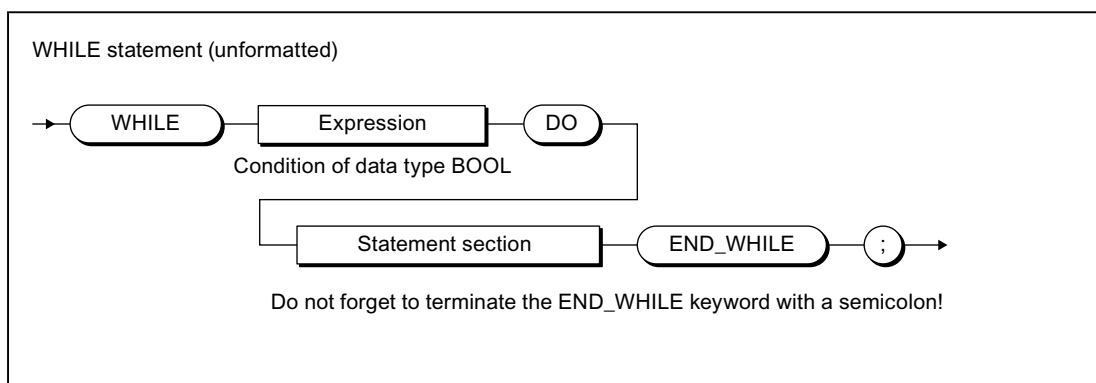 WHILE statement (unformatted)
WHILE Expression DO
Condition of data type BOOL
Statement section END_WHILE ;
Do not forget to terminate the END_WHILE keyword with a semicolon!